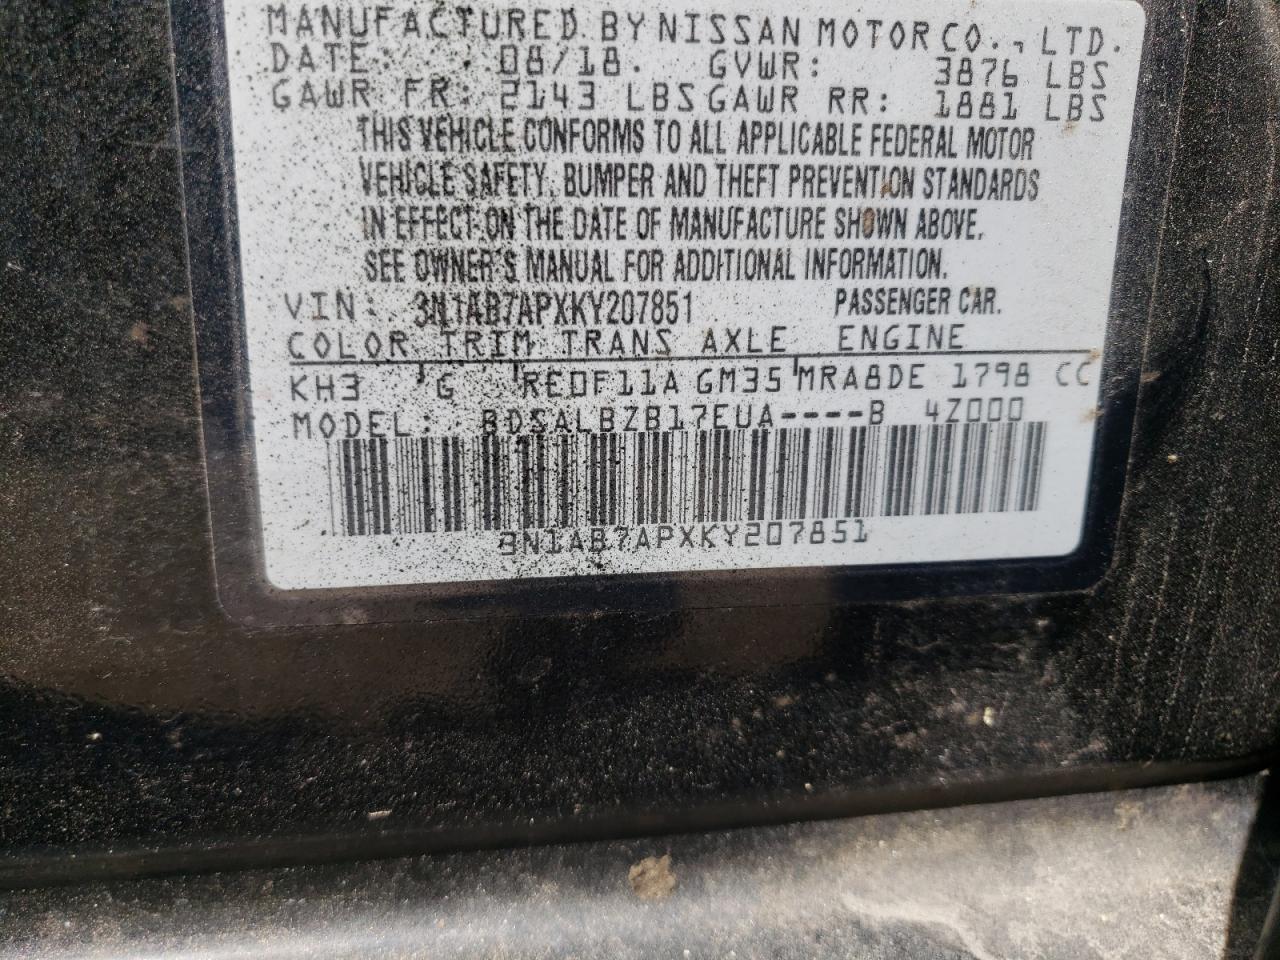 MANUFACTURED BY NISSAN MOTOR CO., LTD.
DATE 08/18. GVWR: 3876 LBS
GAWR FR: 2143 LBS GAWR RR: 1881 LBS
THIS VEHICLE CONFORMS TO ALL APPLICABLE FEDERAL MOTOR
VEHICLE SAFETY, BUMPER AND THEFT PREVENTION STANDARDS
IN EFFECT ON THE DATE OF MANUFACTURE SHOWN ABOVE.
SEE OWNER'S MANUAL FOR ADDITIONAL INFORMATION.
VIN: 3N1AB7APXKY207851 PASSENGER CAR.
COLOR TRIM TRANS AXLE ENGINE
KH3 G RE0F11A GM35 MRA8DE 1798 CC
MODEL: BDSALBZB17EUA----B 4Z000
3N1AB7APXKY207851